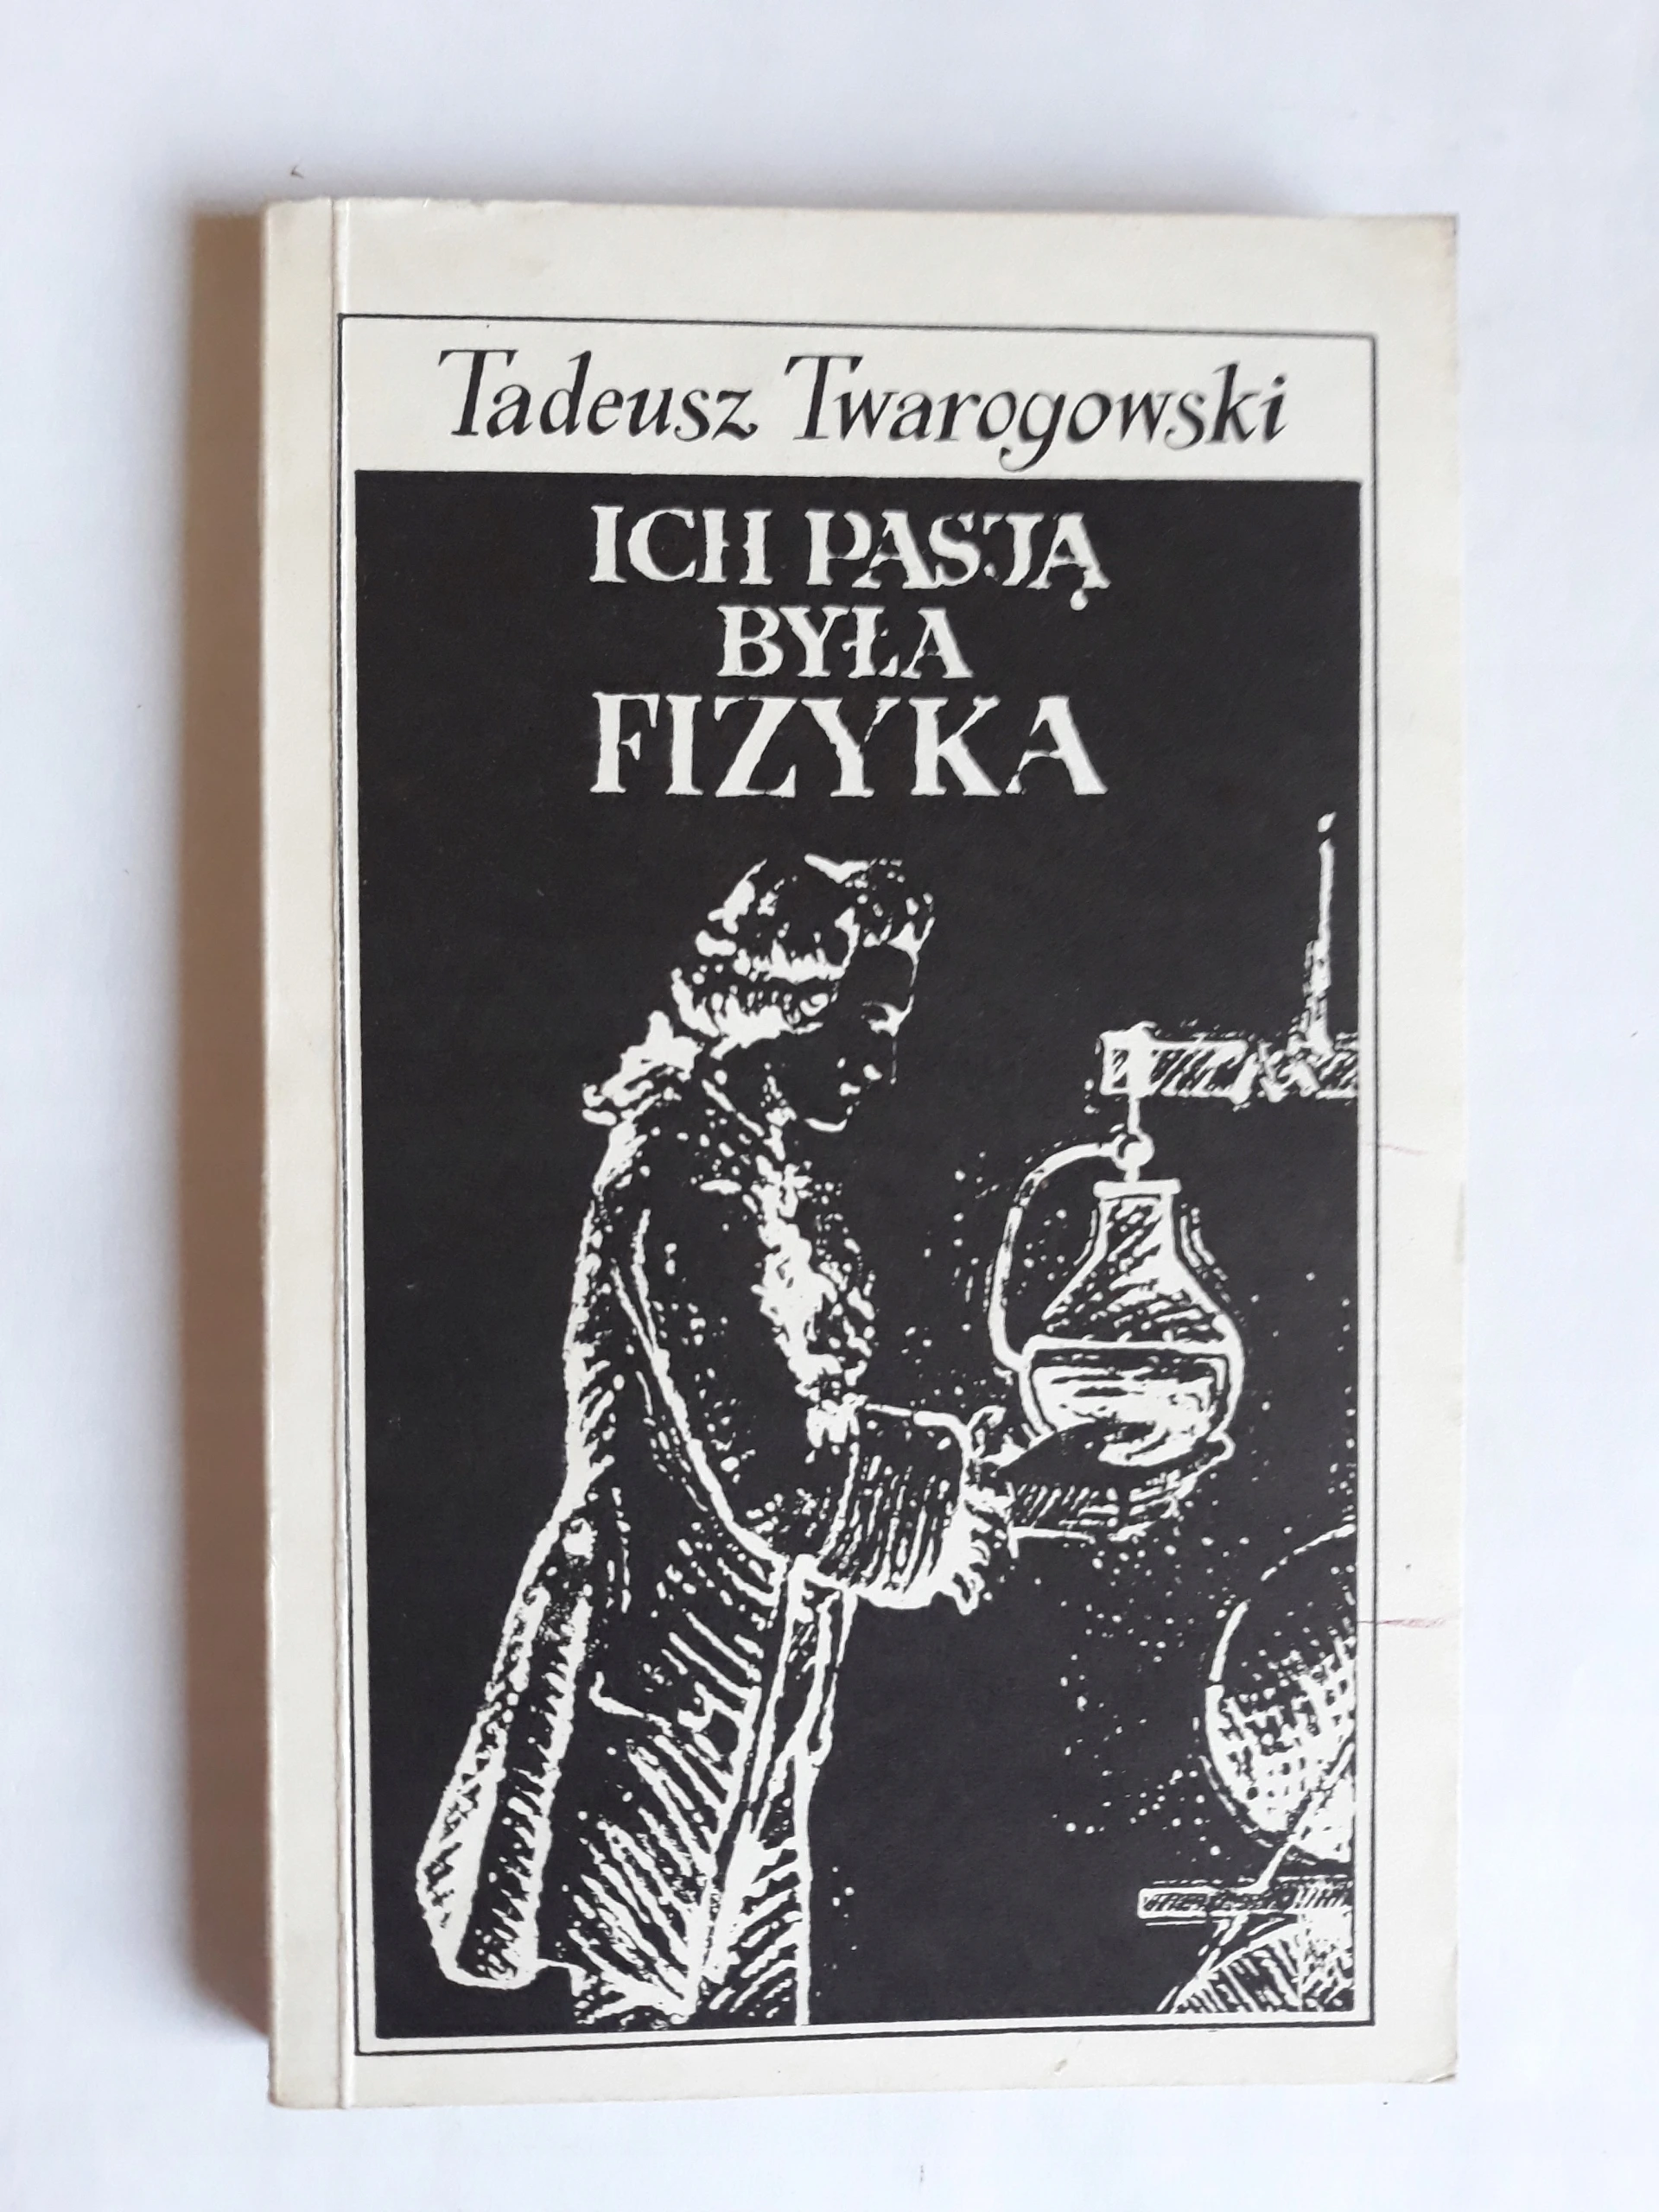 Tadeusz Twarogowski
ICH PASJĄ
BYŁA
FIZYKA